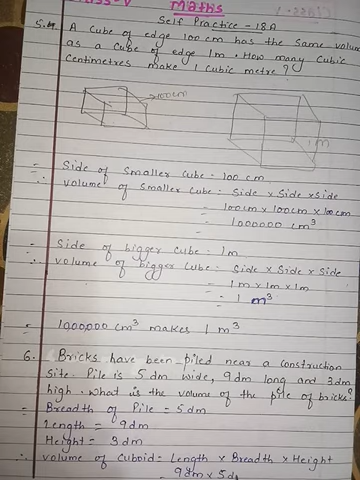 Class-V Maths
Self Practice - 18A
5. A Cube of edge 100 cm has the same volume
as a Cube of edge 1m. How many Cubic
Centimetres make 1 Cubic metre?
100cm
1m
= Side of Smaller Cube = 100 cm
∴ Volume of Smaller Cube = Side x Side x Side
= 100cm x 100cm x 100cm
= 1000000 cm³
= Side of bigger Cube = 1m
∴ Volume of bigger Cube = Side x Side x Side
= 1m x 1m x 1m
= 1 m³
= 1000000 cm³ makes 1 m³
6. Bricks have been piled near a construction
site. Pile is 5 dm wide, 9dm long and 3dm
high. What is the volume of the pile of bricks?
= Breadth of Pile = 5dm
Length = 9dm
Height = 3dm
∴ Volume of Cuboid = Length x Breadth x Height
= 9dm x 5d